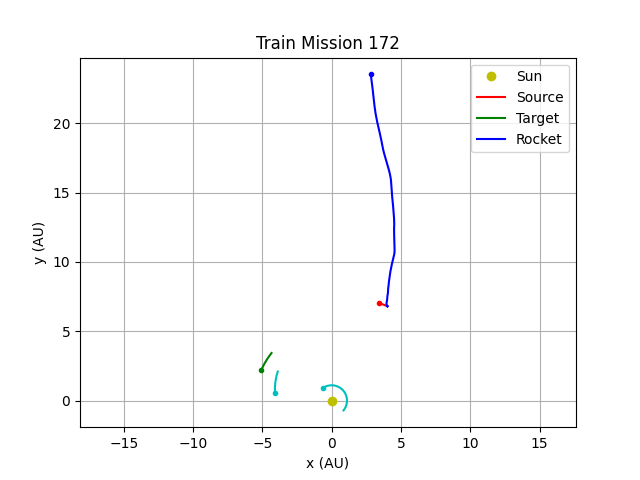 Train Mission 172
Sun
Source
Target
Rocket
20
15
10
5
0
y (AU)
−15
−10
−5
0
5
10
15
x (AU)